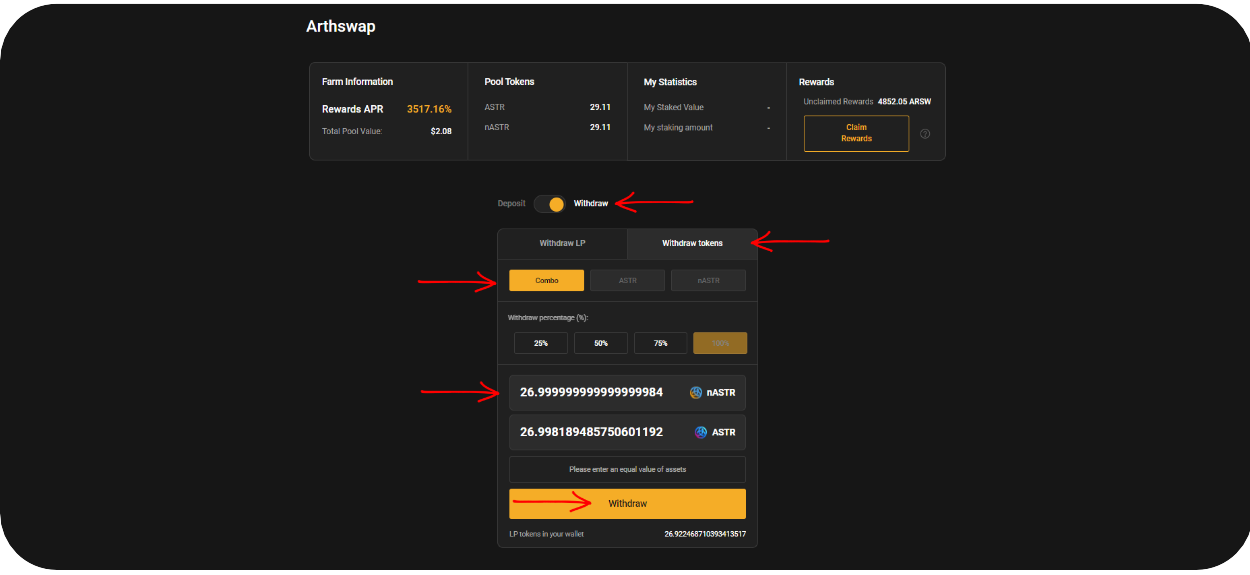 Arthswap
Farm Information
Rewards APR 3517.16%
Total Pool Value: $2.08
Pool Tokens
ASTR 29.11
nASTR 29.11
My Statistics
My Staked Value -
My staking amount -
Rewards
Unclaimed Rewards 4852.05 ARSW
Claim
Rewards
Deposit Withdraw
Withdraw LP Withdraw tokens
Combo ASTR nASTR
Withdraw percentage (%):
25% 50% 75% 100%
26.999999999999999984 nASTR
26.998189485750601192 ASTR
Please enter an equal value of assets
Withdraw
LP tokens in your wallet 26.922468710393413517